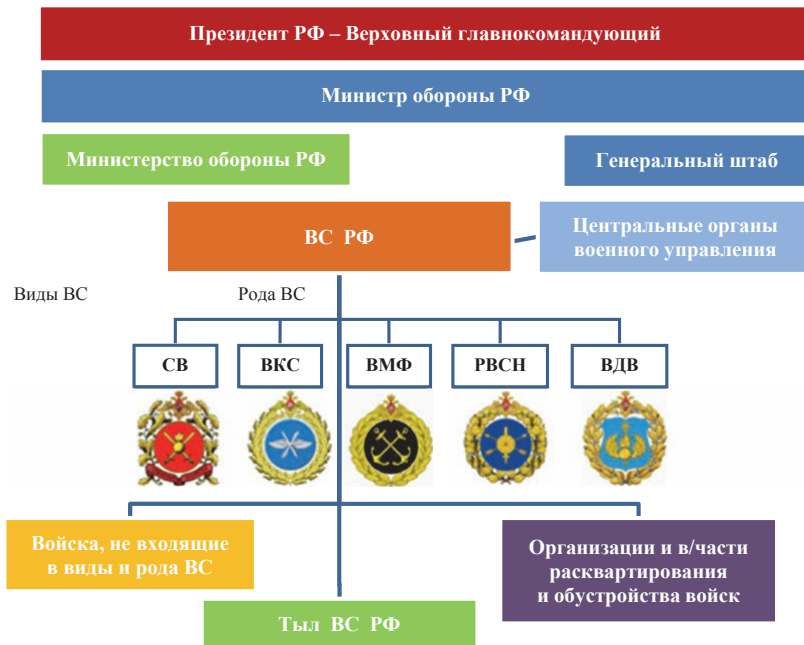 Президент РФ – Верховный главнокомандующий
Министр обороны РФ
Министерство обороны РФ
Генеральный штаб
ВС РФ
Центральные органы
военного управления
Виды ВС
Рода ВС
СВ
ВКС
ВМФ
РВСН
ВДВ
Войска, не входящие
в виды и рода ВС
Организации и в/части
расквартирования
и обустройства войск
Тыл ВС РФ